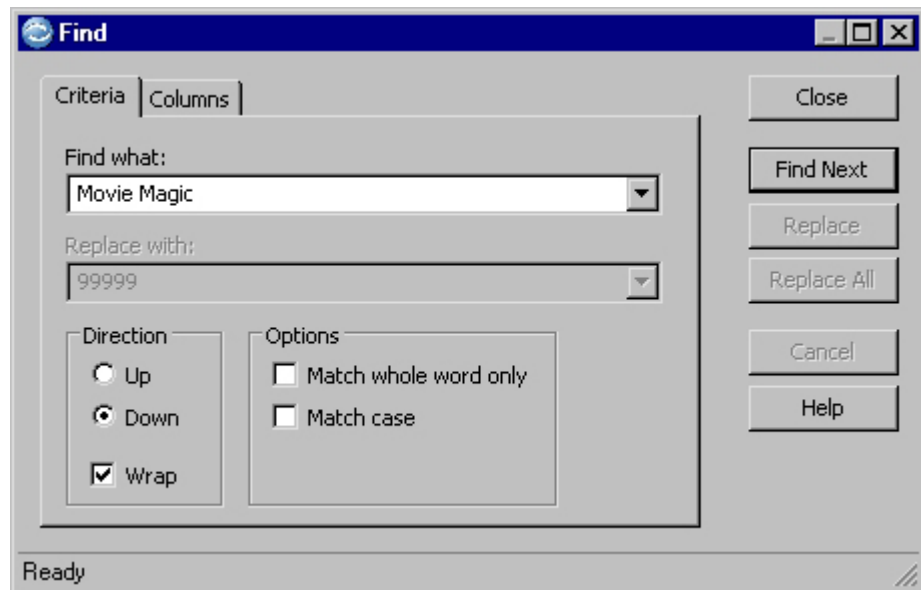 Find
Criteria
Columns
Find what:
Movie Magic
Replace with:
99999
Direction
Up
Down
Wrap
Options
Match whole word only
Match case
Close
Find Next
Replace
Replace All
Cancel
Help
Ready